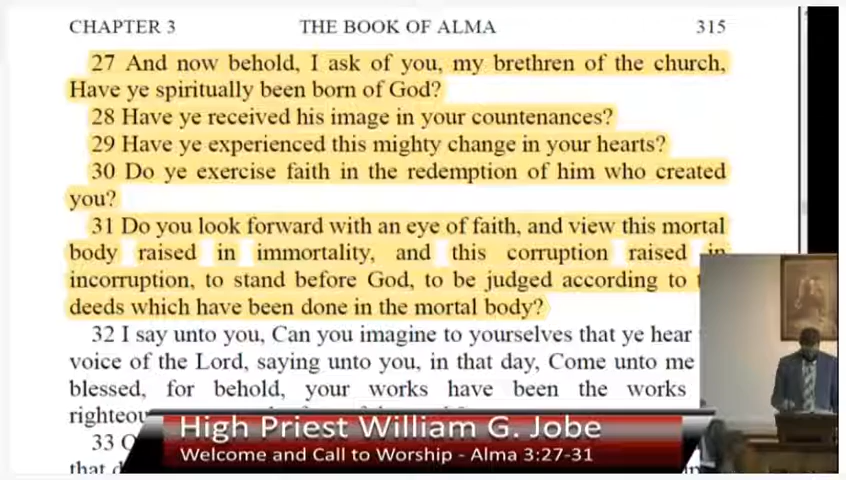 CHAPTER 3 THE BOOK OF ALMA 315
27 And now behold, I ask of you, my brethren of the church,
Have ye spiritually been born of God?
28 Have ye received his image in your countenances?
29 Have ye experienced this mighty change in your hearts?
30 Do ye exercise faith in the redemption of him who created
you?
31 Do you look forward with an eye of faith, and view this mortal
body raised in immortality, and this corruption raised in
incorruption, to stand before God, to be judged according to
deeds which have been done in the mortal body?
32 I say unto you, Can you imagine to yourselves that ye hear
voice of the Lord, saying unto you, in that day, Come unto me
blessed, for behold, your works have been the works
33
High Priest William G. Jobe
Welcome and Call to Worship - Alma 3:27-31